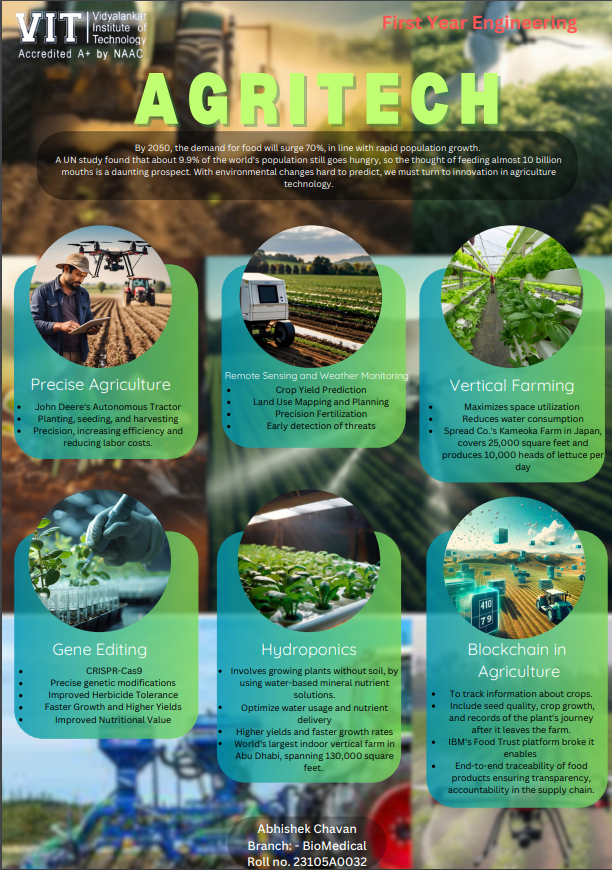 VIT Vidyalankar
Institute of
Technology
Accredited A+ by NAAC
First Year Engineering
AGRITECH
By 2050, the demand for food will surge 70%, in line with rapid population growth.
A UN study found that about 9.9% of the world's population still goes hungry, so the thought of feeding almost 10 billion
mouths is a daunting prospect. With environmental changes hard to predict, we must turn to innovation in agriculture
technology.
Precise Agriculture
• John Deere's Autonomous Tractor
• Planting, seeding, and harvesting
• Precision, increasing efficiency and
reducing labor costs.
Remote Sensing and Weather Monitoring
• Crop Yield Prediction
• Land Use Mapping and Planning
• Precision Fertilization
• Early detection of threats
Vertical Farming
• Maximizes space utilization
• Reduces water consumption
• Spread Co.'s Kameoka Farm in Japan,
covers 25,000 square feet and
produces 10,000 heads of lettuce per
day
Gene Editing
• CRISPR-Cas9
• Precise genetic modifications
• Improved Herbicide Tolerance
• Faster Growth and Higher Yields
• Improved Nutritional Value
Hydroponics
• Involves growing plants without soil, by
using water-based mineral nutrient
solutions.
• Optimize water usage and nutrient
delivery
• Higher yields and faster growth rates
• World's largest indoor vertical farm in
Abu Dhabi, spanning 130,000 square
feet.
410
7 9
Blockchain in
Agriculture
• To track information about crops.
• Include seed quality, crop growth,
and records of the plant's journey
after it leaves the farm.
• IBM's Food Trust platform broke it
enables
• End-to-end traceability of food
products ensuring transparency,
accountability in the supply chain.
Abhishek Chavan
Branch: - BioMedical
Roll no. 23105A0032